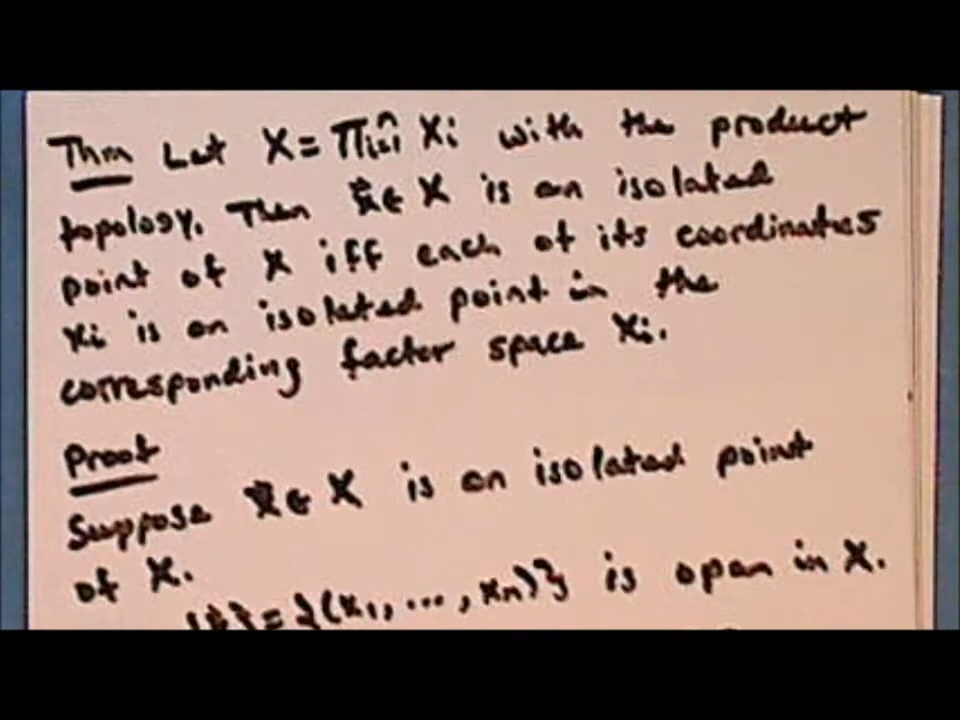 Thm Let X = Πᵢ₌₁ⁿ Xi with the product
topology. Then x⃗ ∈ X is an isolated
point of X iff each of its coordinates
xi is an isolated point in the
corresponding factor space Xi.
Proof
Suppose x⃗ ∈ X is an isolated point
of X.
{x⃗} = {(x₁, ..., xₙ)} is open in X.